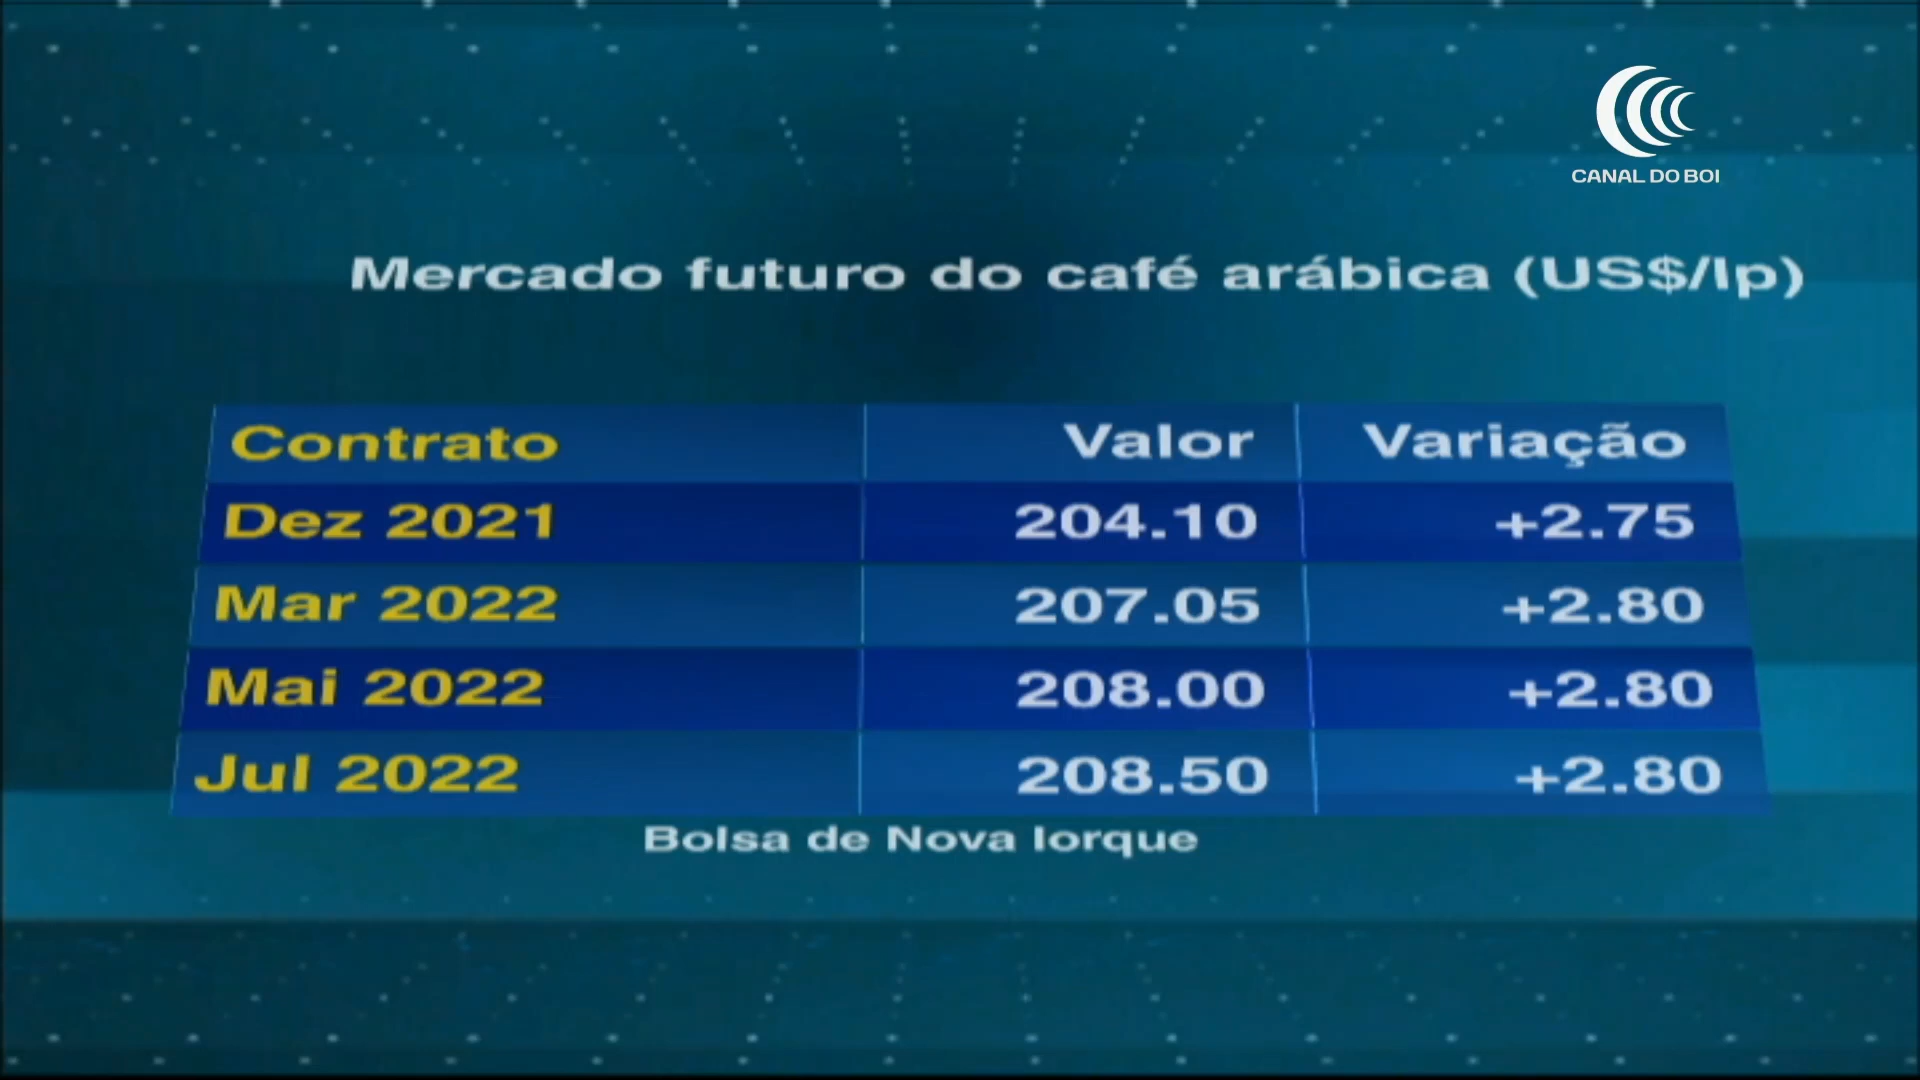 CANAL DO BOI
Mercado futuro do café arábica (US$/lp)
Contrato Valor Variação
Dez 2021 204.10 +2.75
Mar 2022 207.05 +2.80
Mai 2022 208.00 +2.80
Jul 2022 208.50 +2.80
Bolsa de Nova Iorque